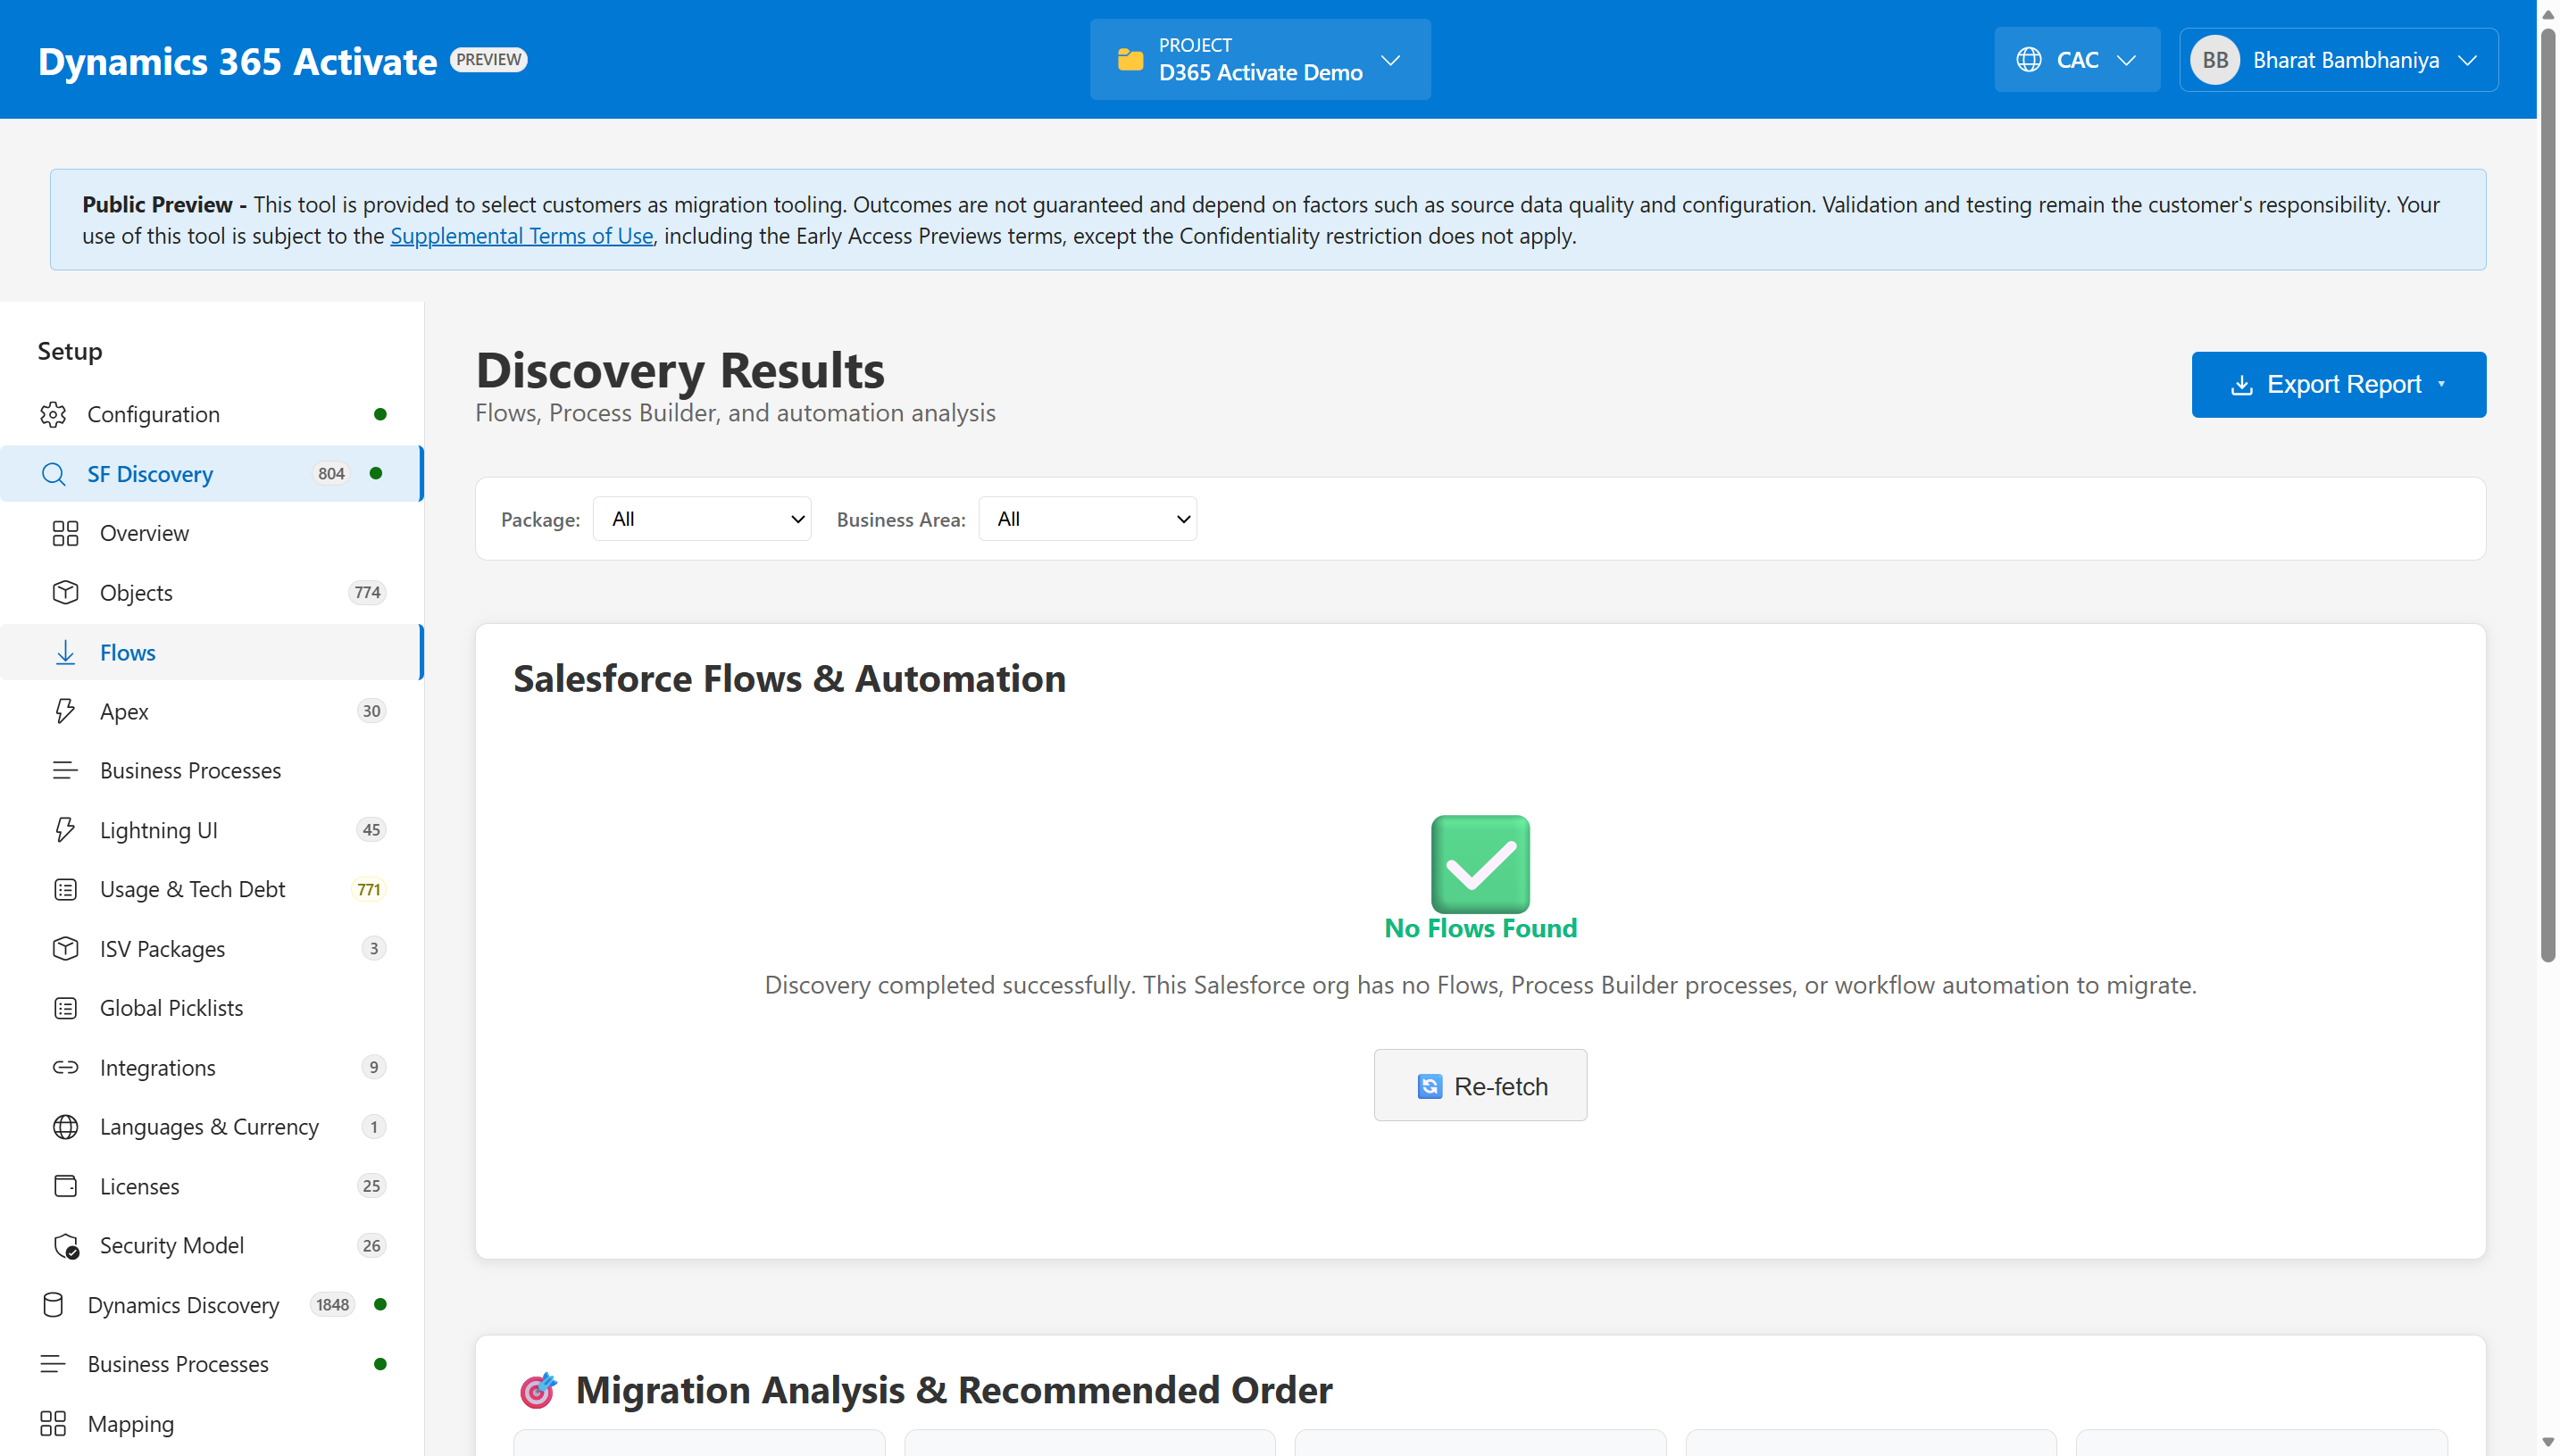 Dynamics 365 Activate PREVIEW
PROJECT
D365 Activate Demo
CAC
BB
Bharat Bambhaniya
Public Preview - This tool is provided to select customers as migration tooling. Outcomes are not guaranteed and depend on factors such as source data quality and configuration. Validation and testing remain the customer's responsibility. Your
use of this tool is subject to the Supplemental Terms of Use, including the Early Access Previews terms, except the Confidentiality restriction does not apply.
Setup
Configuration
SF Discovery 804
Overview
Objects 774
Flows
Apex 30
Business Processes
Lightning UI 45
Usage & Tech Debt 771
ISV Packages 3
Global Picklists
Integrations 9
Languages & Currency 1
Licenses 25
Security Model 26
Dynamics Discovery 1848
Business Processes
Mapping
Discovery Results
Flows, Process Builder, and automation analysis
Export Report
Package: All Business Area: All
Salesforce Flows & Automation
No Flows Found
Discovery completed successfully. This Salesforce org has no Flows, Process Builder processes, or workflow automation to migrate.
Re-fetch
Migration Analysis & Recommended Order